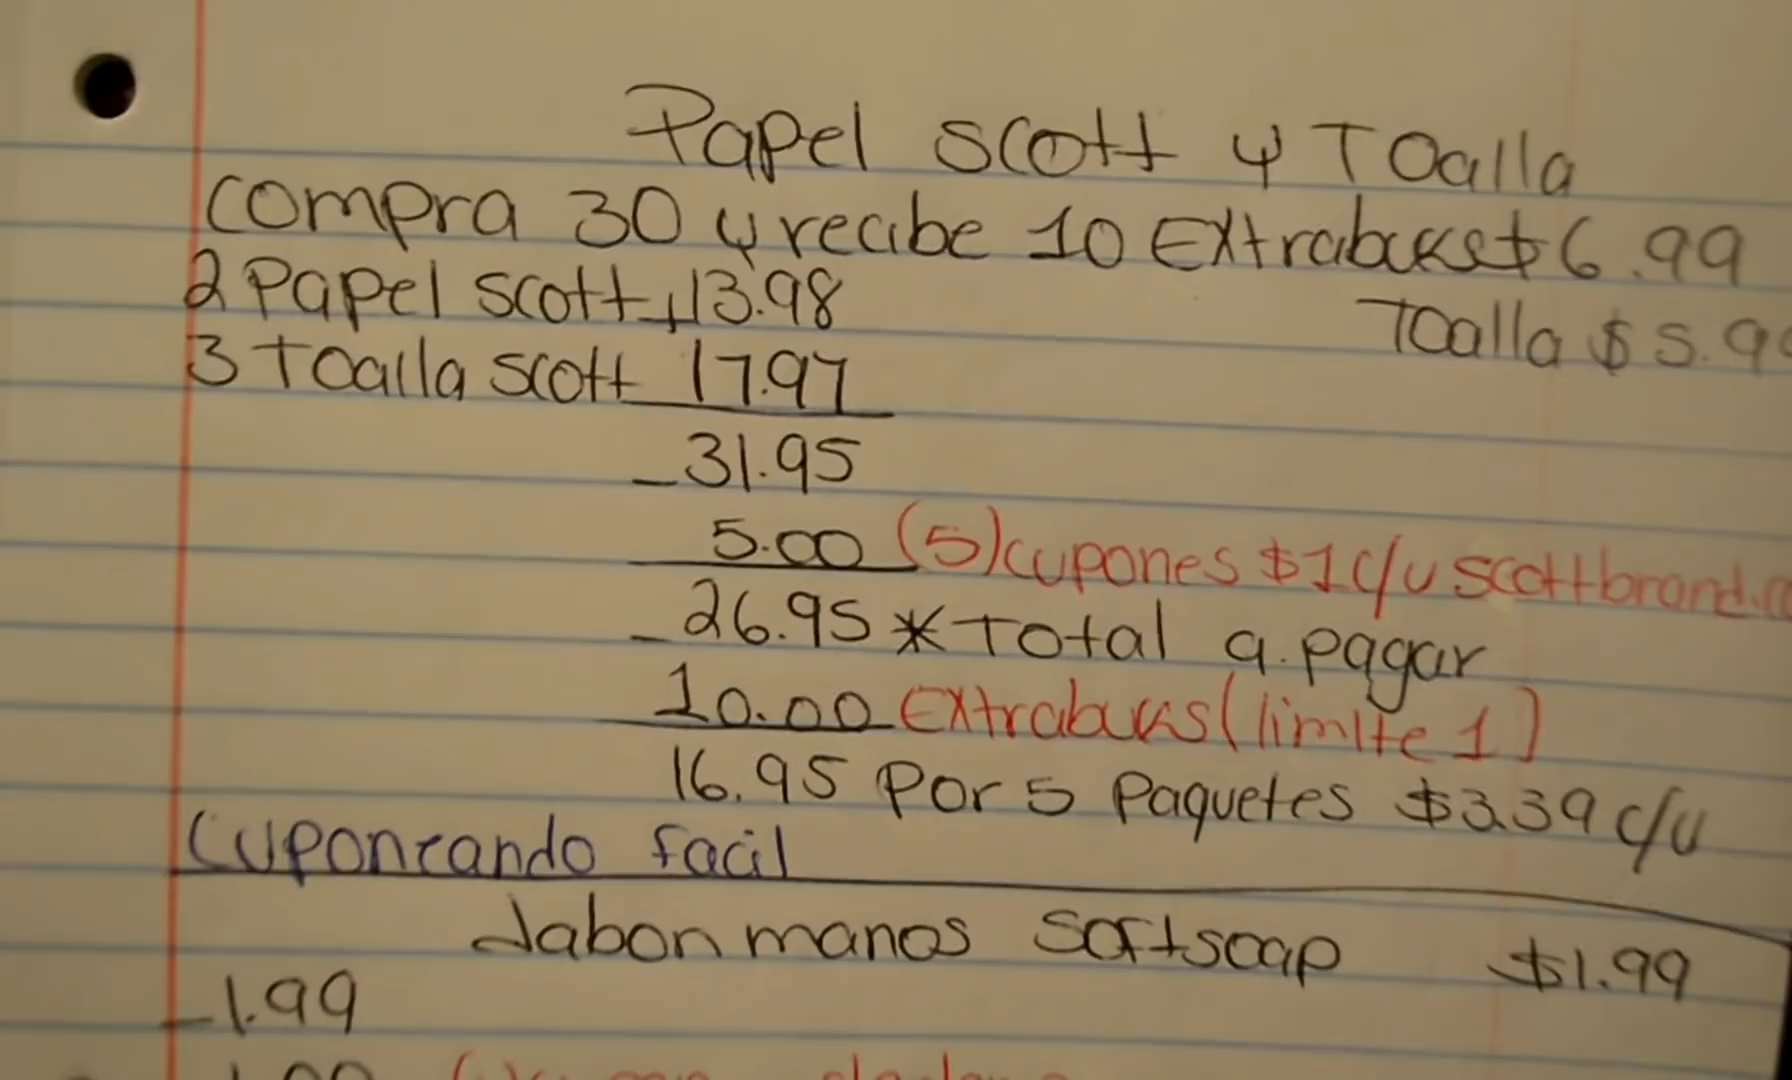 Papel scott y Toalla
Compra 30 y recibe 10 Extrabucks $6.99
2 Papel scott +13.98
Toalla $5.9
3 Toalla scott 17.97
31.95
- 5.00 (5) cupones $1 c/u scottbrand.c
26.95 * Total a.pagar
- 10.00 Extrabucks (limite 1)
16.95 Por 5 Paquetes $3.39 c/u
Cuponeando facil
Jabon manos Softsoap $1.99
- 1.99